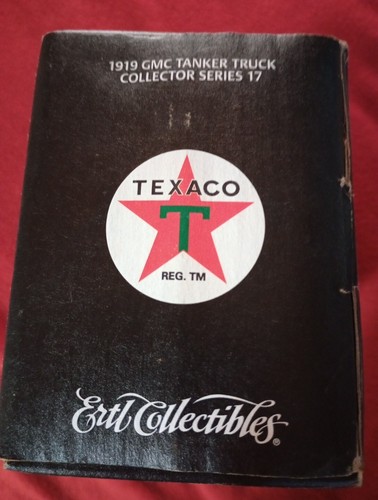 1919 GMC TANKER TRUCK
COLLECTOR SERIES 17
TEXACO
T
REG. TM
Ertl Collectibles®